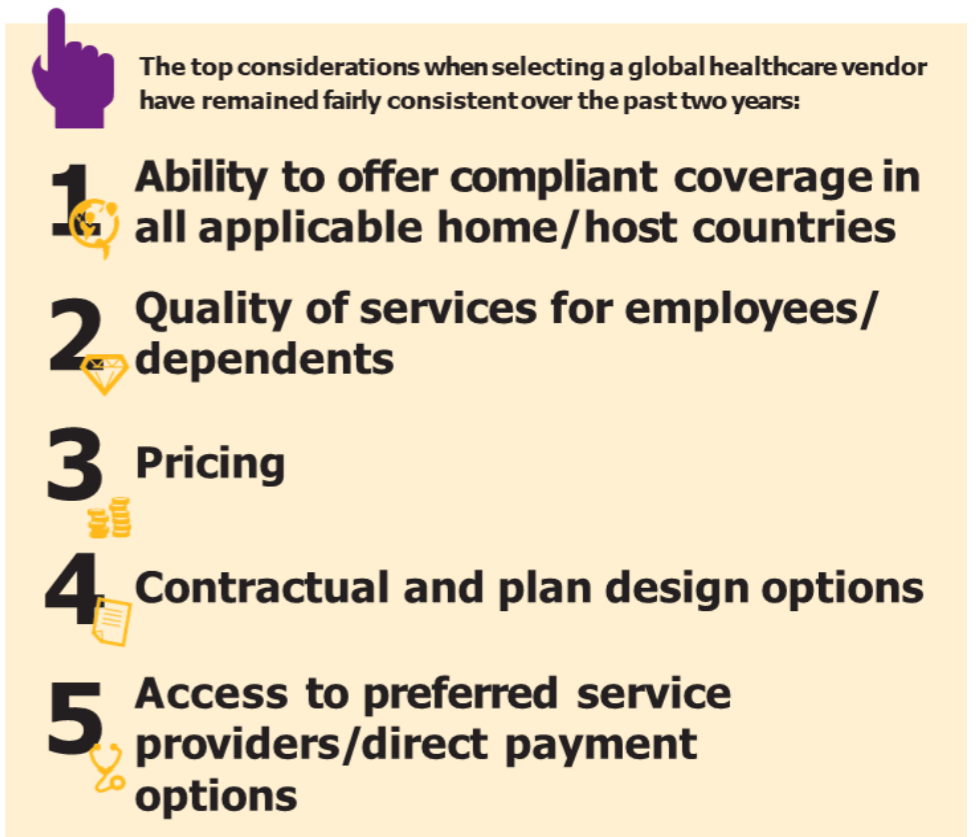 The top considerations when selecting a global healthcare vendor
have remained fairly consistent over the past two years:
1 Ability to offer compliant coverage in
all applicable home/host countries
2 Quality of services for employees/
dependents
3 Pricing
4 Contractual and plan design options
5 Access to preferred service
providers/direct payment
options